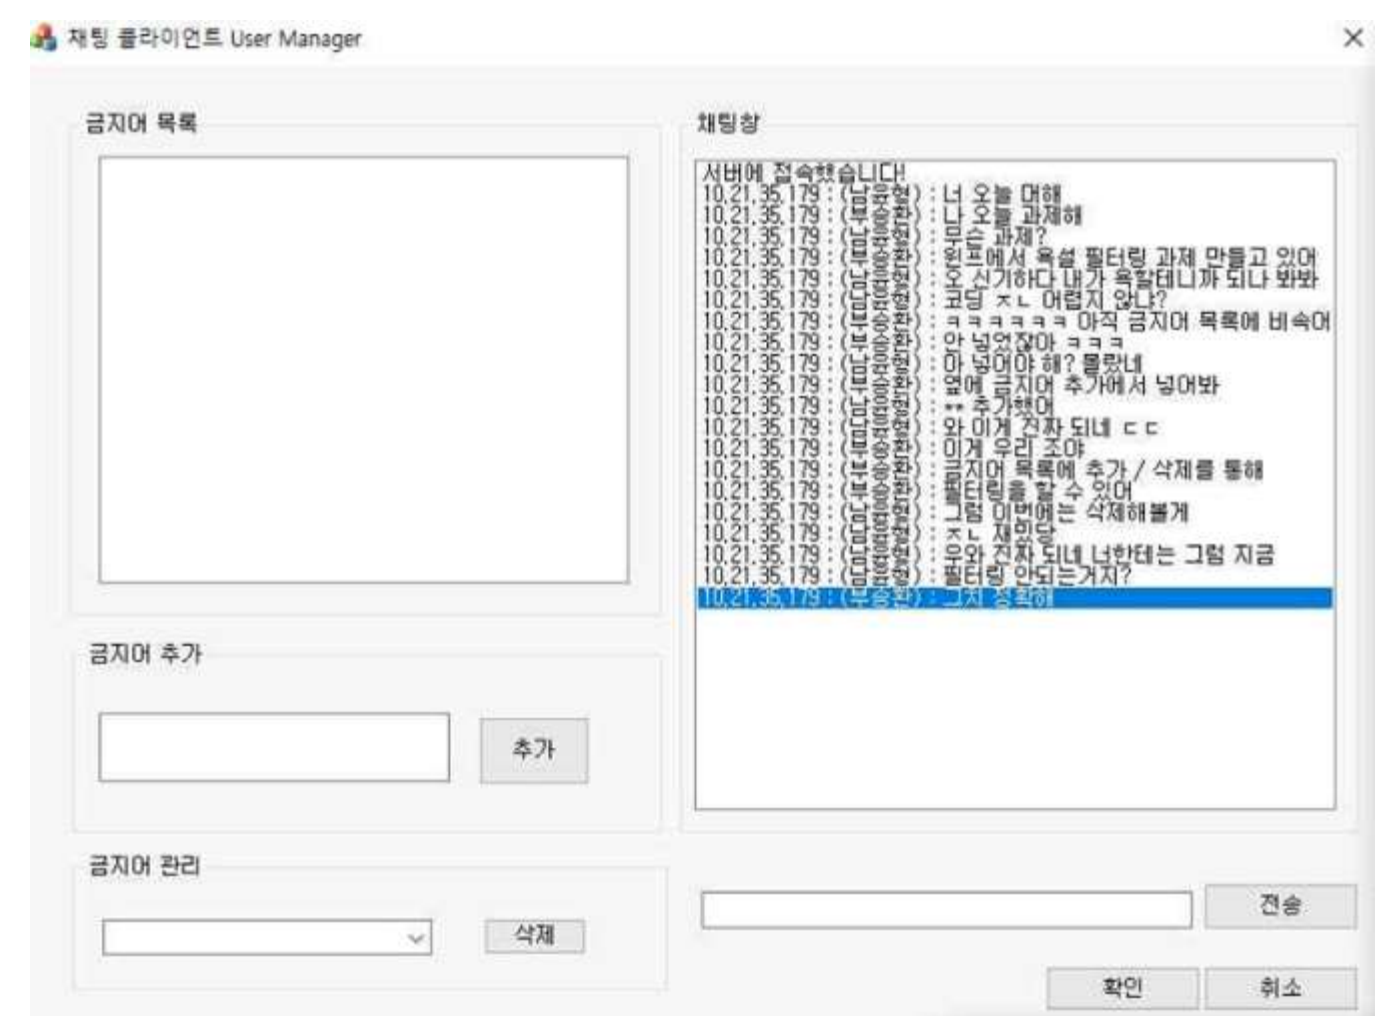 채팅 클라이언트 User Manager
금지어 목록
채팅창
서버에 접속했습니다!
10.21.35.179 : (남윤형) : 너 오늘 머해
10.21.35.179 : (부승환) : 나 오늘 과제해
10.21.35.179 : (남윤형) : 무슨 과제?
10.21.35.179 : (부승환) : 윈프에서 욕설 필터링 과제 만들고 있어
10.21.35.179 : (남윤형) : 오 신기하다 내가 욕할테니까 되나 봐봐
10.21.35.179 : (남윤형) : 코딩 ㅈㄴ 어렵지 않냐?
10.21.35.179 : (부승환) : ㅋㅋㅋㅋㅋㅋ 아직 금지어 목록에 비속어
10.21.35.179 : (부승환) : 안 넣었잖아 ㅋㅋㅋ
10.21.35.179 : (남윤형) : 아 넣어야 해? 몰랐네
10.21.35.179 : (부승환) : 옆에 금지어 추가에서 넣어봐
10.21.35.179 : (남윤형) : ** 추가했어
10.21.35.179 : (남윤형) : 와 이게 진짜 되네 ㄷㄷ
10.21.35.179 : (부승환) : 이게 우리 조야
10.21.35.179 : (부승환) : 금지어 목록에 추가 / 삭제를 통해
10.21.35.179 : (부승환) : 필터링을 할 수 있어
10.21.35.179 : (남윤형) : 그럼 이번에는 삭제해볼게
10.21.35.179 : (남윤형) : ㅈㄴ 재밌당
10.21.35.179 : (남윤형) : 우와 진짜 되네 너한테는 그럼 지금
10.21.35.179 : (남윤형) : 필터링 안되는거지?
10.21.35.179 : (부승환) : 그치 정확해
금지어 추가
추가
금지어 관리
삭제
전송
확인
취소